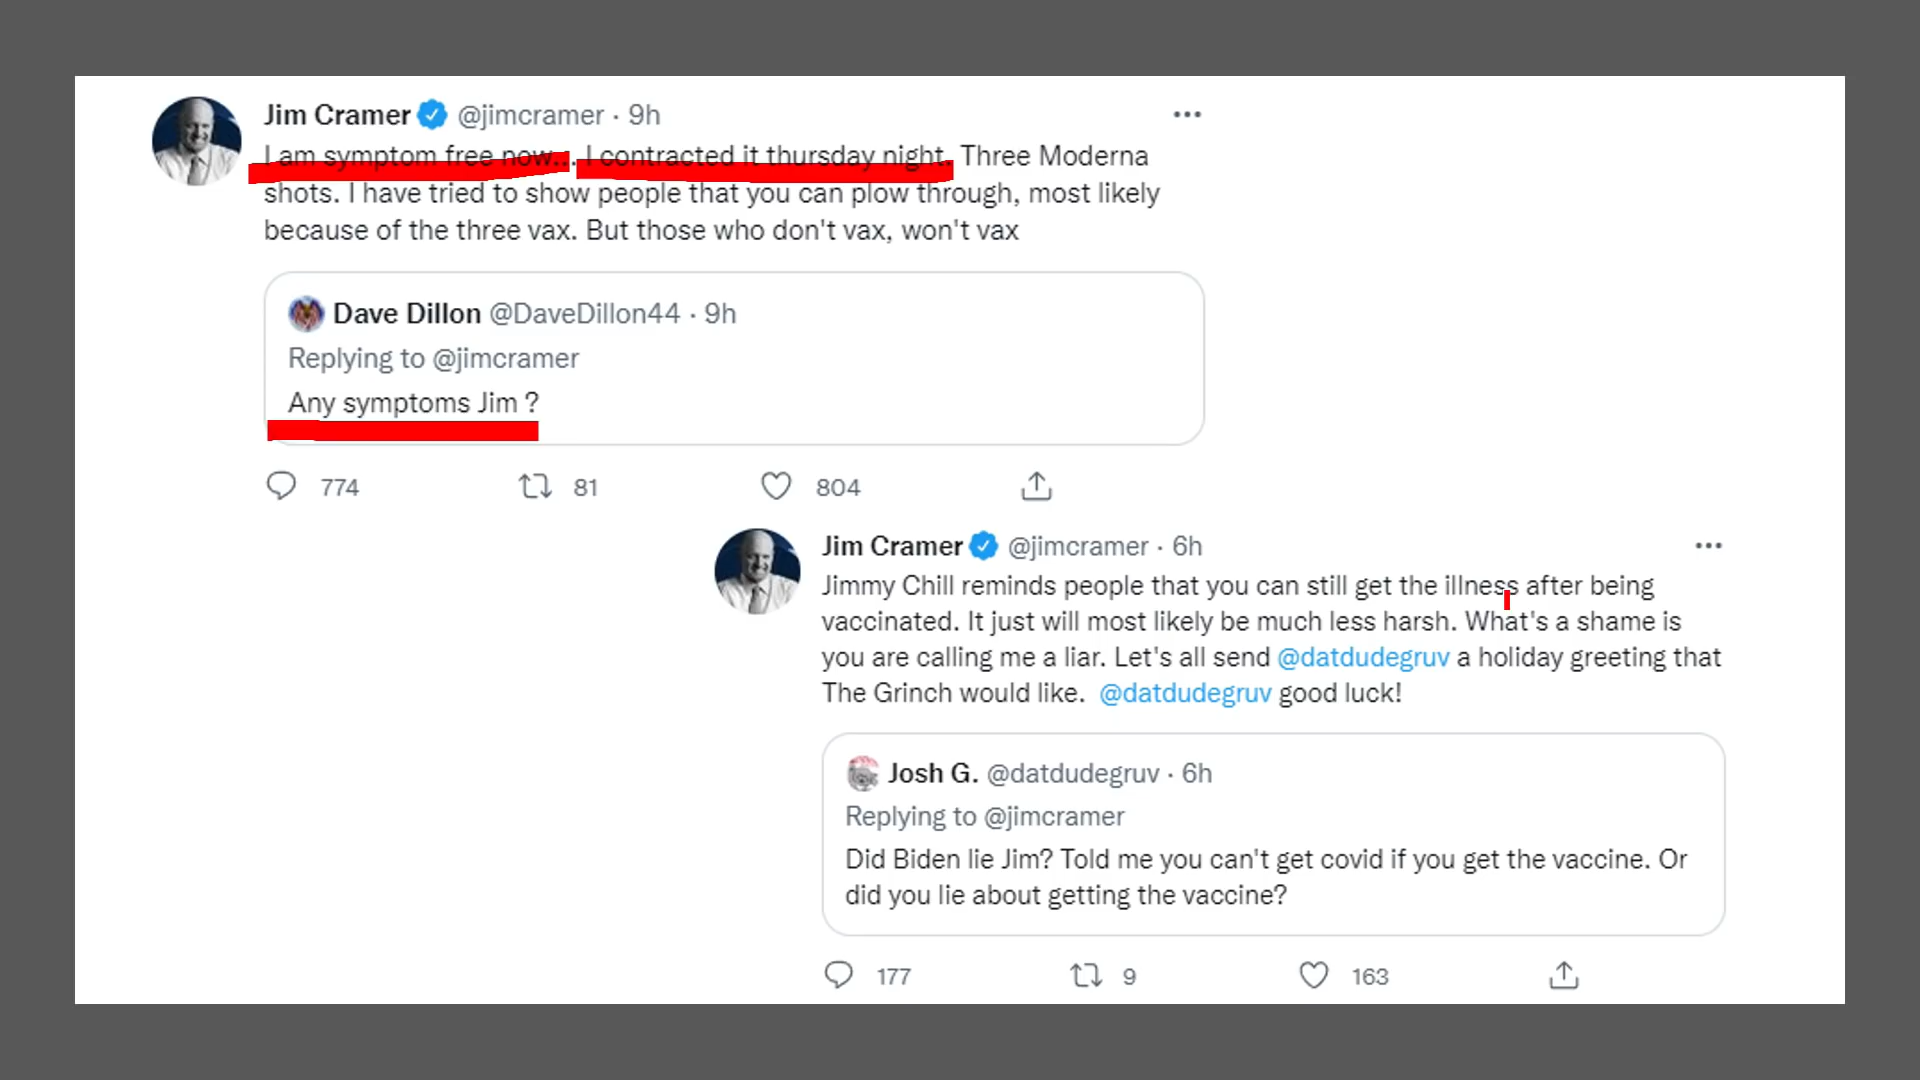 Jim Cramer @jimcramer · 9h
I am symptom free now... I contracted it thursday night. Three Moderna
shots. I have tried to show people that you can plow through, most likely
because of the three vax. But those who don't vax, won't vax
Dave Dillon @DaveDillon44 · 9h
Replying to @jimcramer
Any symptoms Jim ?
774 81 804
Jim Cramer @jimcramer · 6h
Jimmy Chill reminds people that you can still get the illness after being
vaccinated. It just will most likely be much less harsh. What's a shame is
you are calling me a liar. Let's all send @datdudegruv a holiday greeting that
The Grinch would like. @datdudegruv good luck!
Josh G. @datdudegruv · 6h
Replying to @jimcramer
Did Biden lie Jim? Told me you can't get covid if you get the vaccine. Or
did you lie about getting the vaccine?
177 9 163